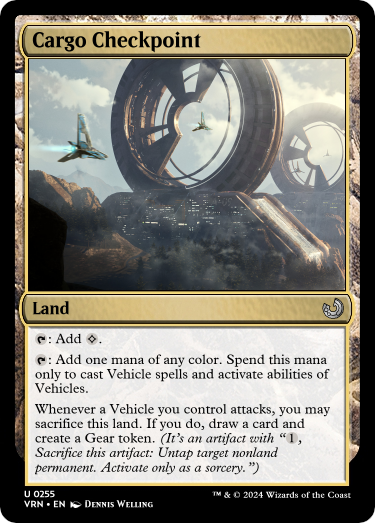 Cargo Checkpoint
Land
: Add .
: Add one mana of any color. Spend this mana
only to cast Vehicle spells and activate abilities of
Vehicles.
Whenever a Vehicle you control attacks, you may
sacrifice this land. If you do, draw a card and
create a Gear token. (It's an artifact with “1,
Sacrifice this artifact: Untap target nonland
permanent. Activate only as a sorcery.”)
U 0255
VRN • EN Dennis Welling
™ & © 2024 Wizards of the Coast